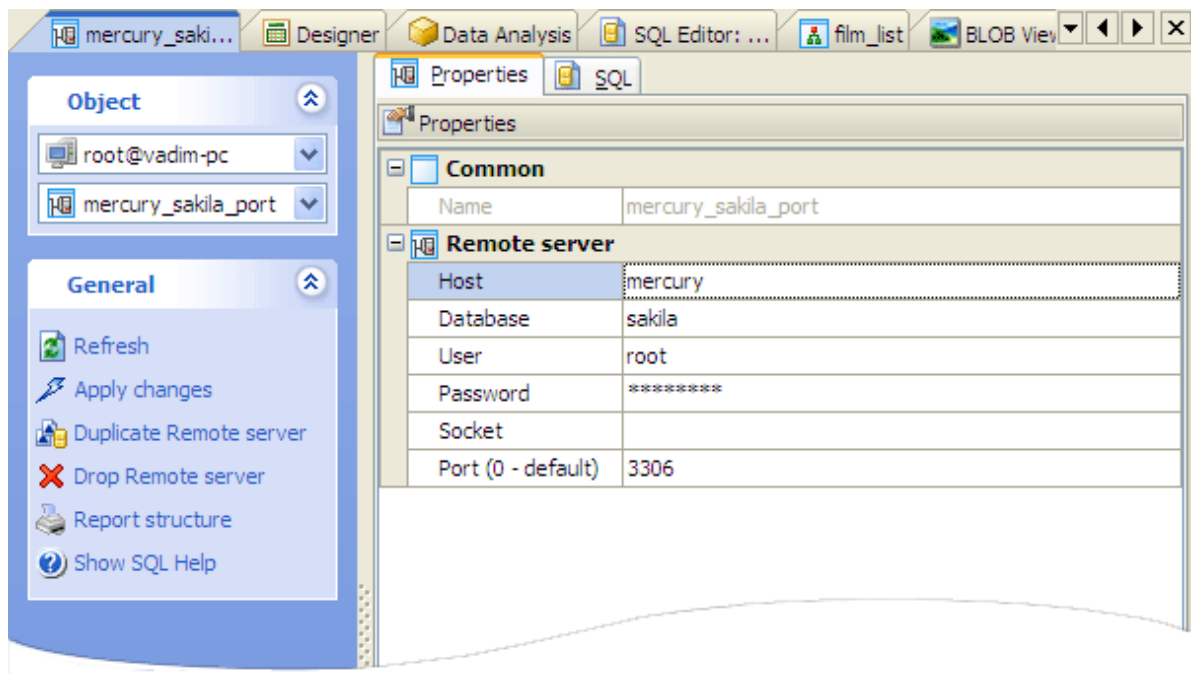 mercury_saki... Designer Data Analysis SQL Editor: ... film_list BLOB View
Object
root@vadim-pc
mercury_sakila_port
General
Refresh
Apply changes
Duplicate Remote server
Drop Remote server
Report structure
Show SQL Help
Properties SQL
Properties
Common
Name mercury_sakila_port
Remote server
Host mercury
Database sakila
User root
Password ********
Socket
Port (0 - default) 3306